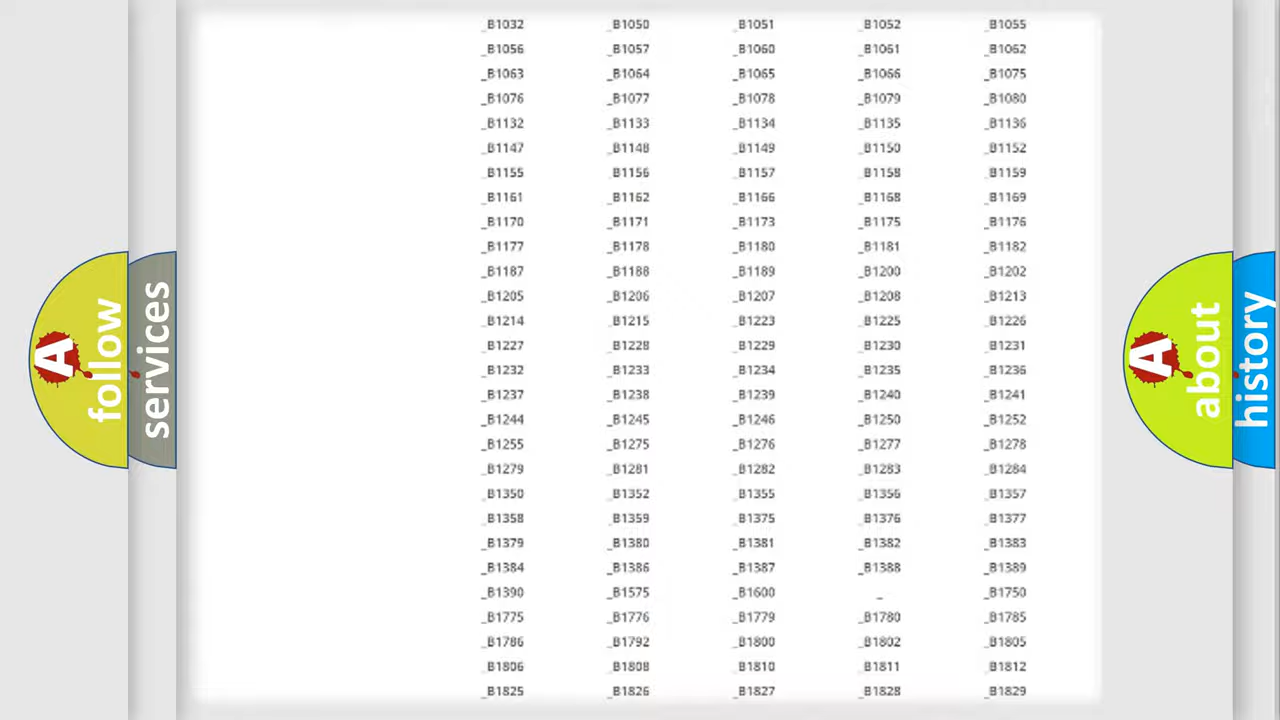 _B1032 _B1050 _B1051 _B1052 _B1055
_B1056 _B1057 _B1060 _B1061 _B1062
_B1063 _B1064 _B1065 _B1066 _B1075
_B1076 _B1077 _B1078 _B1079 _B1080
_B1132 _B1133 _B1134 _B1135 _B1136
_B1147 _B1148 _B1149 _B1150 _B1152
_B1155 _B1156 _B1157 _B1158 _B1159
_B1161 _B1162 _B1166 _B1168 _B1169
_B1170 _B1171 _B1173 _B1175 _B1176
_B1177 _B1178 _B1180 _B1181 _B1182
_B1187 _B1188 _B1189 _B1200 _B1202
_B1205 _B1206 _B1207 _B1208 _B1213
_B1214 _B1215 _B1223 _B1225 _B1226
_B1227 _B1228 _B1229 _B1230 _B1231
_B1232 _B1233 _B1234 _B1235 _B1236
_B1237 _B1238 _B1239 _B1240 _B1241
_B1244 _B1245 _B1246 _B1250 _B1252
_B1255 _B1275 _B1276 _B1277 _B1278
_B1279 _B1281 _B1282 _B1283 _B1284
_B1350 _B1352 _B1355 _B1356 _B1357
_B1358 _B1359 _B1375 _B1376 _B1377
_B1379 _B1380 _B1381 _B1382 _B1383
_B1384 _B1386 _B1387 _B1388 _B1389
_B1390 _B1575 _B1600 _ _B1750
_B1775 _B1776 _B1779 _B1780 _B1785
_B1786 _B1792 _B1800 _B1802 _B1805
_B1806 _B1808 _B1810 _B1811 _B1812
_B1825 _B1826 _B1827 _B1828 _B1829
A follow
services
A about
history